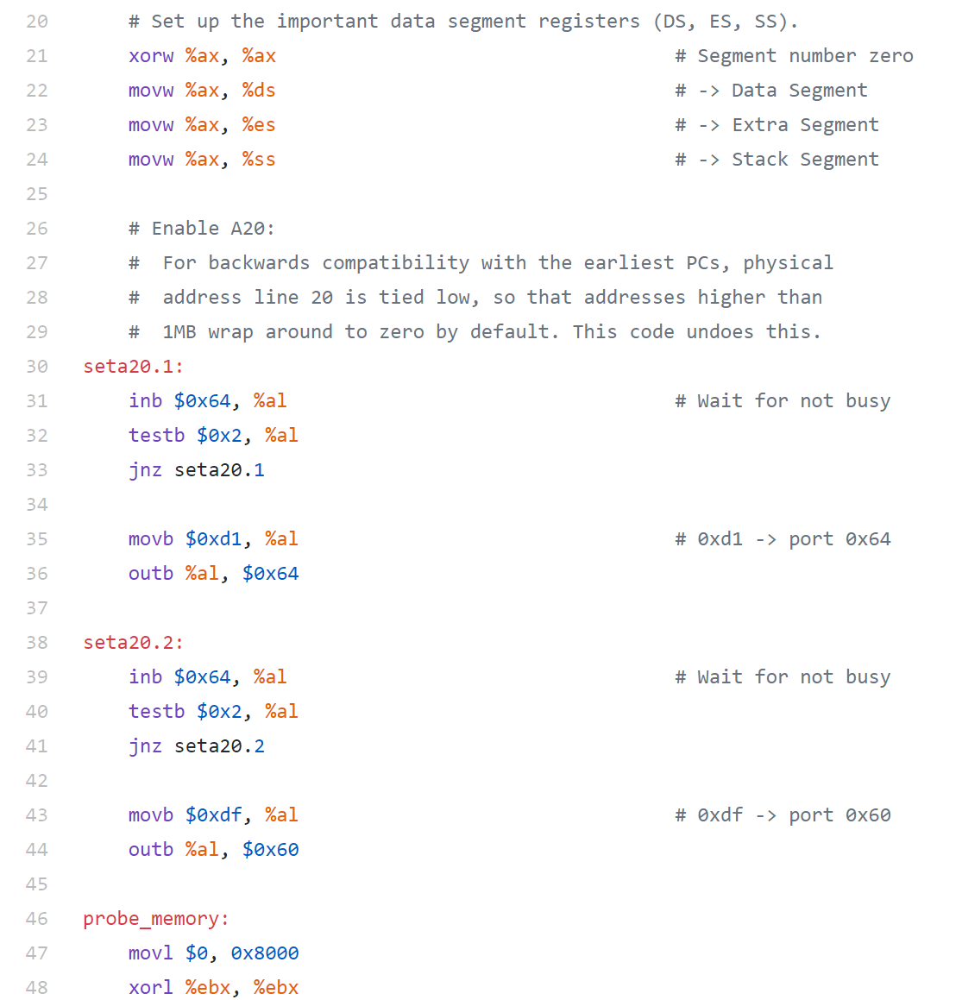 20 # Set up the important data segment registers (DS, ES, SS).
21 xorw %ax, %ax # Segment number zero
22 movw %ax, %ds # -> Data Segment
23 movw %ax, %es # -> Extra Segment
24 movw %ax, %ss # -> Stack Segment
25
26 # Enable A20:
27 #  For backwards compatibility with the earliest PCs, physical
28 #  address line 20 is tied low, so that addresses higher than
29 #  1MB wrap around to zero by default. This code undoes this.
30 seta20.1:
31 inb $0x64, %al # Wait for not busy
32 testb $0x2, %al
33 jnz seta20.1
34
35 movb $0xd1, %al # 0xd1 -> port 0x64
36 outb %al, $0x64
37
38 seta20.2:
39 inb $0x64, %al # Wait for not busy
40 testb $0x2, %al
41 jnz seta20.2
42
43 movb $0xdf, %al # 0xdf -> port 0x60
44 outb %al, $0x60
45
46 probe_memory:
47 movl $0, 0x8000
48 xorl %ebx, %ebx